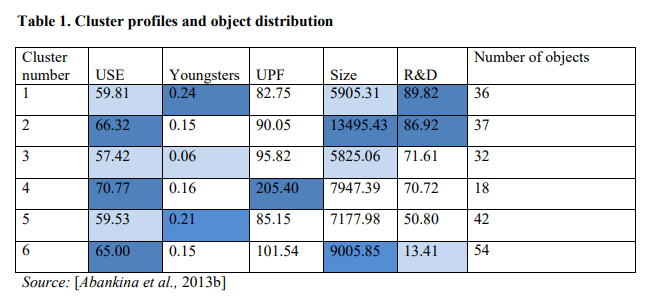 Table 1. Cluster profiles and object distribution
Cluster number USE Youngsters UPF Size R&D Number of objects
1 59.81 0.24 82.75 5905.31 89.82 36
2 66.32 0.15 90.05 13495.43 86.92 37
3 57.42 0.06 95.82 5825.06 71.61 32
4 70.77 0.16 205.40 7947.39 70.72 18
5 59.53 0.21 85.15 7177.98 50.80 42
6 65.00 0.15 101.54 9005.85 13.41 54
Source: [Abankina et al., 2013b]